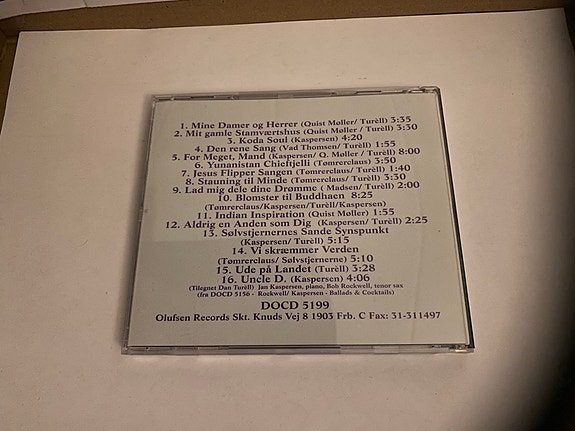 1. Mine Damer og Herrer (Quist Møller/ Turèll) 3:35
2. Mit gamle Stamværtshus (Quist Møller / Turèll) 3:30
3. Koda Soul (Kaspersen) 4:20
4. Den rene Sang (Vad Thomsen/ Turèll) 1:55
5. For Meget, Mand (Kaspersen/ Q. Møller / Turèll) 8:00
6. Yunanistan Chieftjelli (Tømrerclaus) 3:50
7. Jesus Flipper Sangen (Tømrerclaus/ Turèll) 1:40
8. Stauning til Minde (Tømrerclaus/ Turèll) 3:30
9. Lad mig dele dine Drømme ( Madsen/ Turèll) 2:00
10. Blomster til Buddhaen 8:25
(Tømrerclaus/Kaspersen/Turèll/Kaspersen)
11. Indian Inspiration (Quist Møller) 1:55
12. Aldrig en Anden som Dig (Kaspersen/ Turèll) 2:25
13. Sølvstjernernes Sande Synspunkt
(Kaspersen/ Turèll) 5:15
14. Vi skræmmer Verden
(Tømrerclaus/ Sølvstjernerne) 5:10
15. Ude på Landet (Turèll) 3:28
16. Uncle D. (Kaspersen) 4:06
(Tilegnet Dan Turèll) Jan Kaspersen, piano, Bob Rockwell, tenor sax
(fra DOCD 5156 - Rockwell/ Kaspersen - Ballads & Cocktails)
DOCD 5199
Olufsen Records Skt. Knuds Vej 8 1903 Frb. C Fax: 31-311497